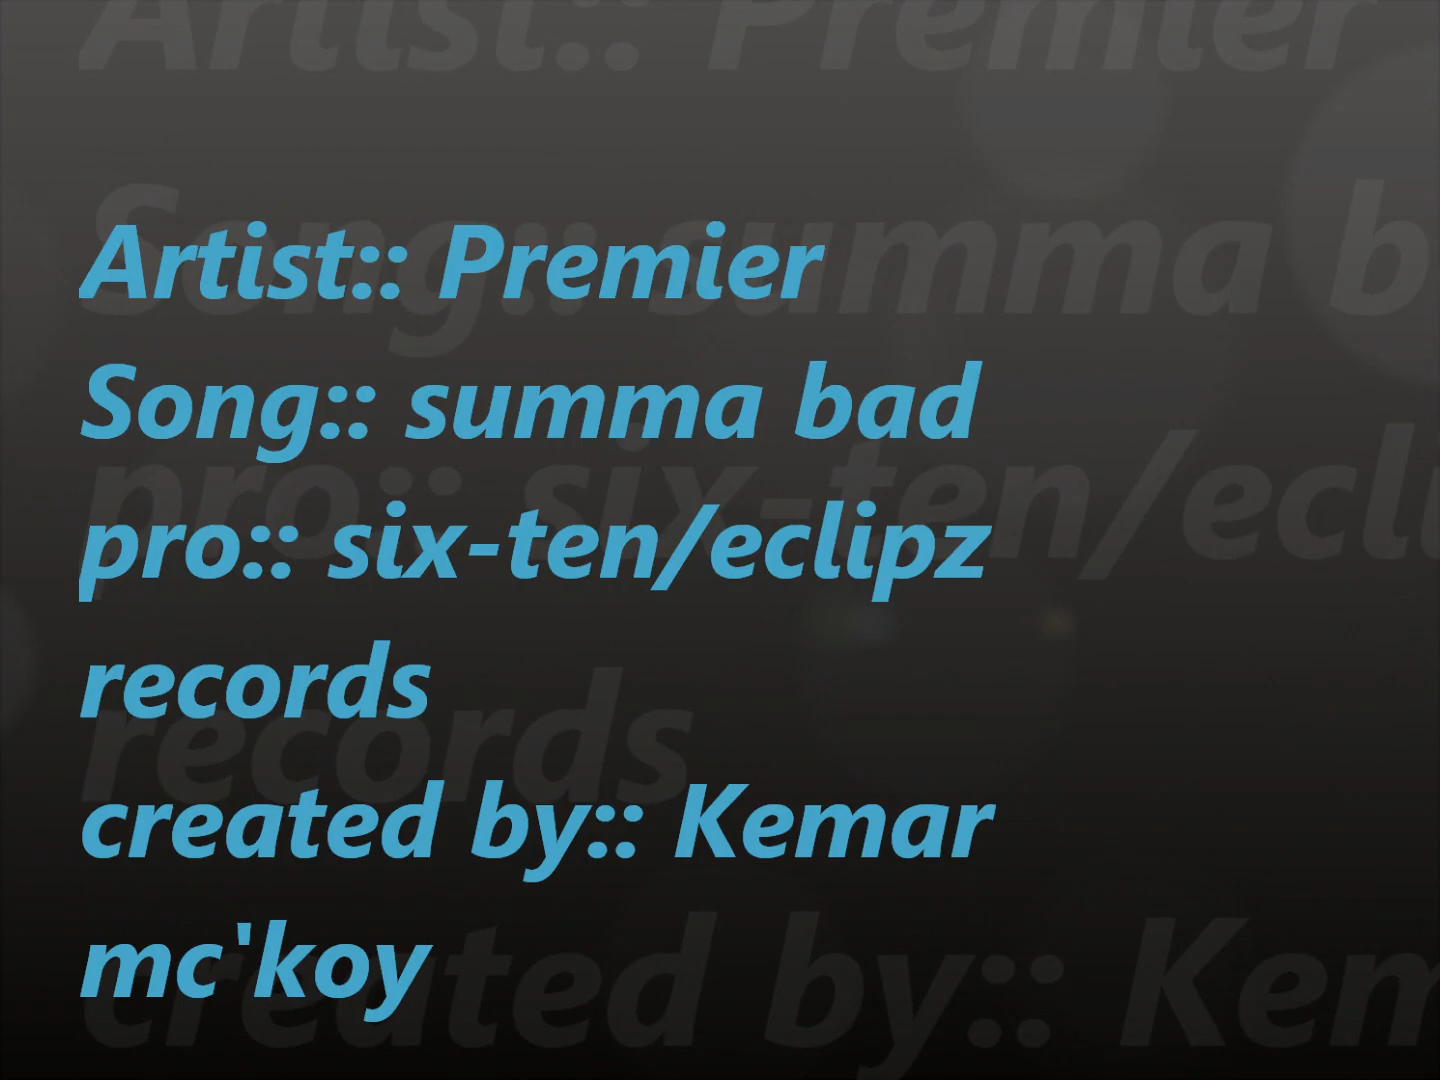 Artist:: Premier
Song:: summa bad
pro:: six-ten/eclipz
records
created by:: Kemar
mc'koy